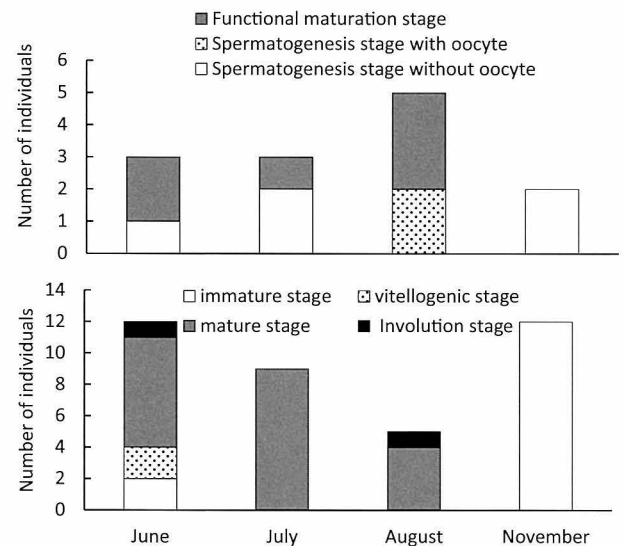 Functional maturation stage
Spermatogenesis stage with oocyte
Spermatogenesis stage without oocyte
Number of individuals
6
5
4
3
2
1
0
immature stage vitellogenic stage
mature stage Involution stage
Number of individuals
14
12
10
8
6
4
2
0
June July August November